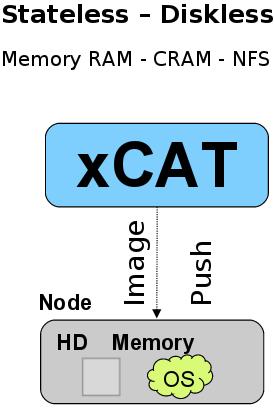 Stateless – Diskless
Memory RAM - CRAM - NFS
xCAT
Image
Push
Node
HD Memory
OS